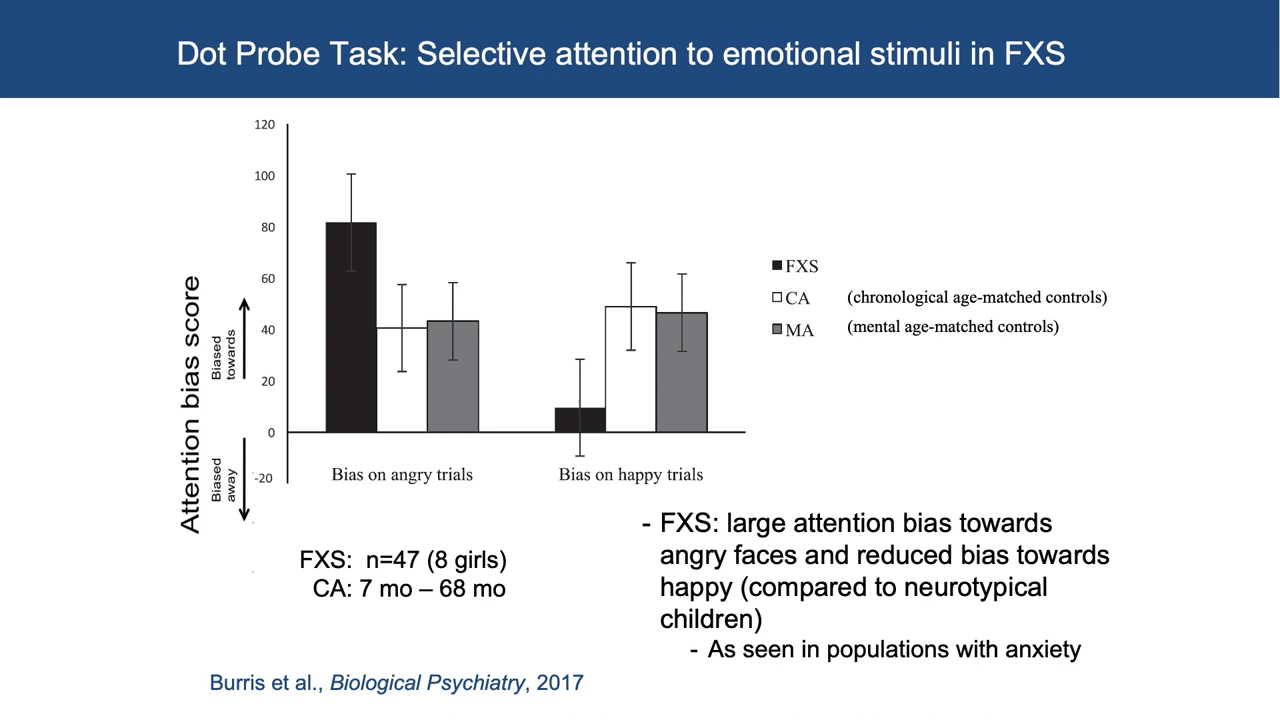 Dot Probe Task: Selective attention to emotional stimuli in FXS
120
100
80
60
40
20
0
-20
Attention bias score
Biased
towards
Biased
away
Bias on angry trials
Bias on happy trials
FXS
CA (chronological age-matched controls)
MA (mental age-matched controls)
FXS: n=47 (8 girls)
CA: 7 mo – 68 mo
- FXS: large attention bias towards
angry faces and reduced bias towards
happy (compared to neurotypical
children)
- As seen in populations with anxiety
Burris et al., Biological Psychiatry, 2017